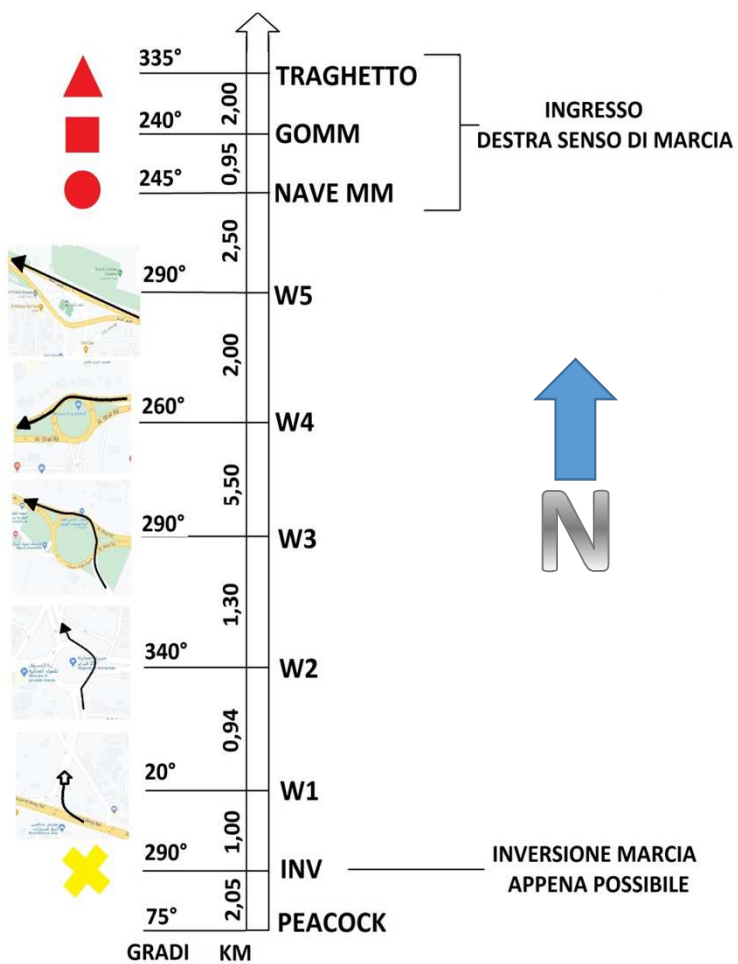 335°
TRAGHETTO
2,00
INGRESSO
DESTRA SENSO DI MARCIA
240°
GOMM
0,95
245°
NAVE MM
2,50
290°
W5
2,00
260°
W4
5,50
290°
W3
1,30
340°
W2
0,94
20°
W1
1,00
290°
INV
INVERSIONE MARCIA
APPENA POSSIBILE
2,05
75°
PEACOCK
GRADI KM
N